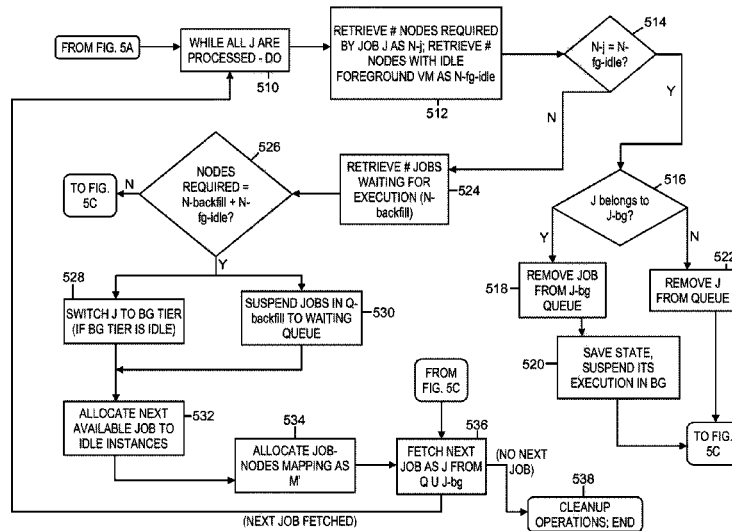 FROM FIG. 5A
WHILE ALL J ARE
PROCESSED - DO
510
RETRIEVE # NODES REQUIRED
BY JOB J AS N-j; RETRIEVE #
NODES WITH IDLE
FOREGROUND VM AS N-fg-idle
512
N-j = N-
fg-idle?
514
Y
N
526
NODES
REQUIRED =
N-backfill + N-
fg-idle?
N
TO FIG.
5C
Y
RETRIEVE # JOBS
WAITING FOR
EXECUTION (N-
backfill)
524
516
J belongs to
J-bg?
Y
N
518
REMOVE JOB
FROM J-bg
QUEUE
522
REMOVE J
FROM QUEUE
528
SWITCH J TO BG TIER
(IF BG TIER IS IDLE)
SUSPEND JOBS IN Q-
backfill TO WAITING
QUEUE
530
520
SAVE STATE,
SUSPEND ITS
EXECUTION IN BG
FROM
FIG. 5C
TO FIG.
5C
ALLOCATE NEXT
AVAILABLE JOB TO
IDLE INSTANCES
532
534
ALLOCATE JOB-
NODES MAPPING AS
M'
536
FETCH NEXT
JOB AS J FROM
Q U J-bg
(NO NEXT
JOB)
538
CLEANUP
OPERATIONS; END
(NEXT JOB FETCHED)